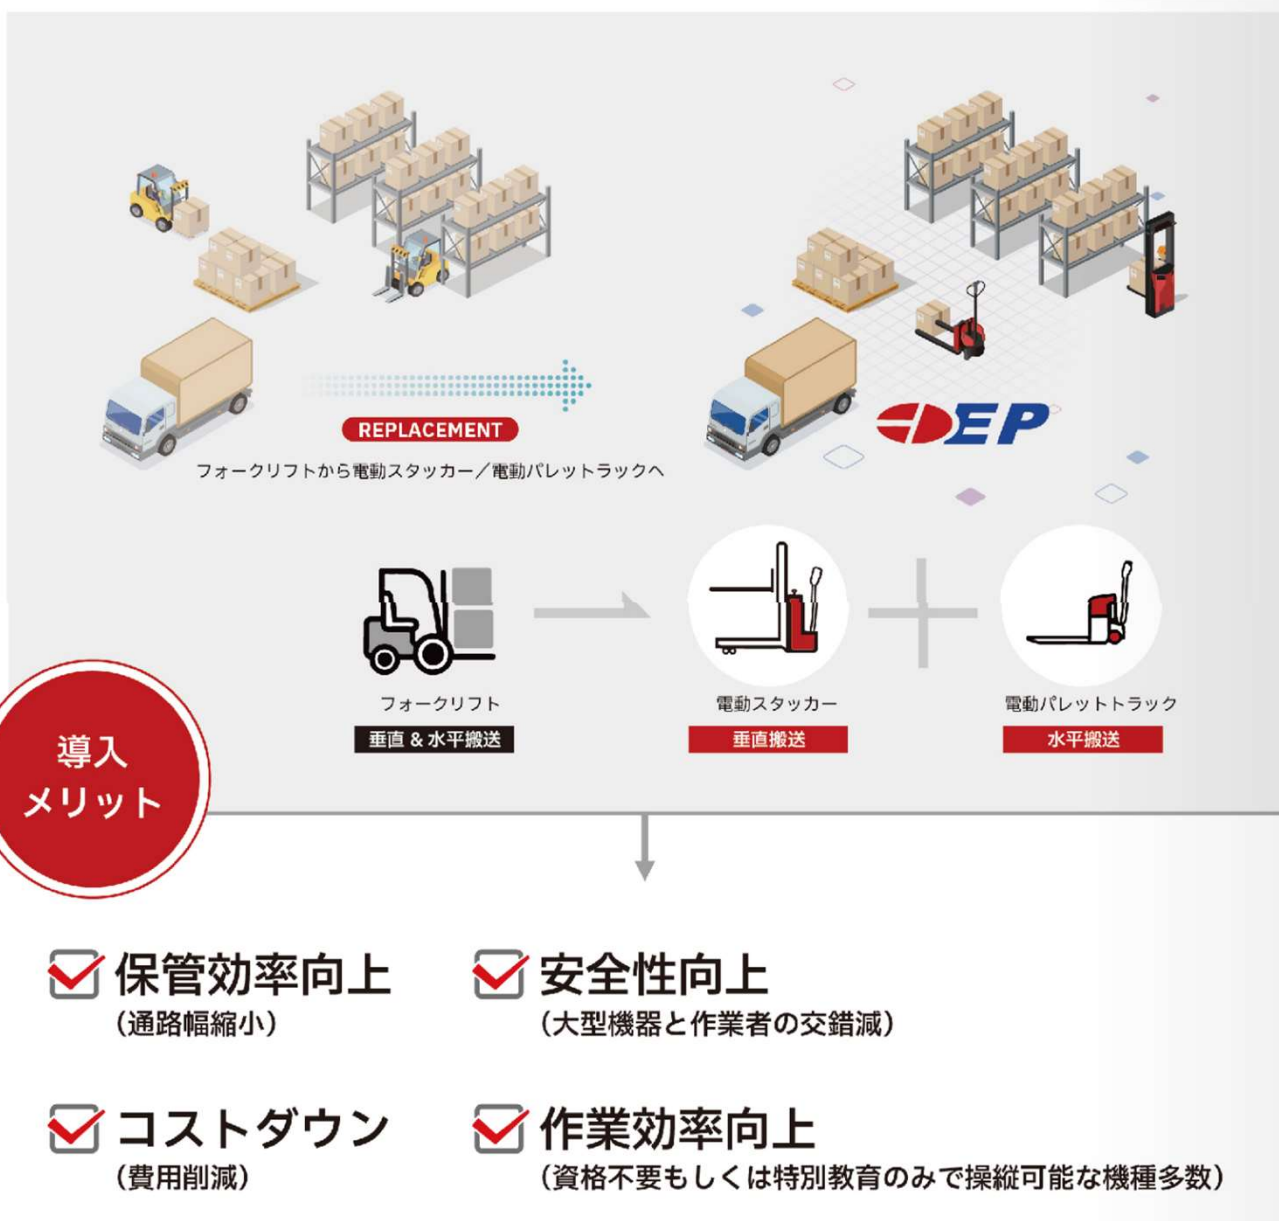 REPLACEMENT
フォークリフトから電動スタッカー／電動パレットラックへ
EP
フォークリフト
垂直 & 水平搬送
電動スタッカー
垂直搬送
電動パレットトラック
水平搬送
導入
メリット
保管効率向上
（通路幅縮小）
安全性向上
（大型機器と作業者の交錯減）
コストダウン
（費用削減）
作業効率向上
（資格不要もしくは特別教育のみで操縦可能な機種多数）